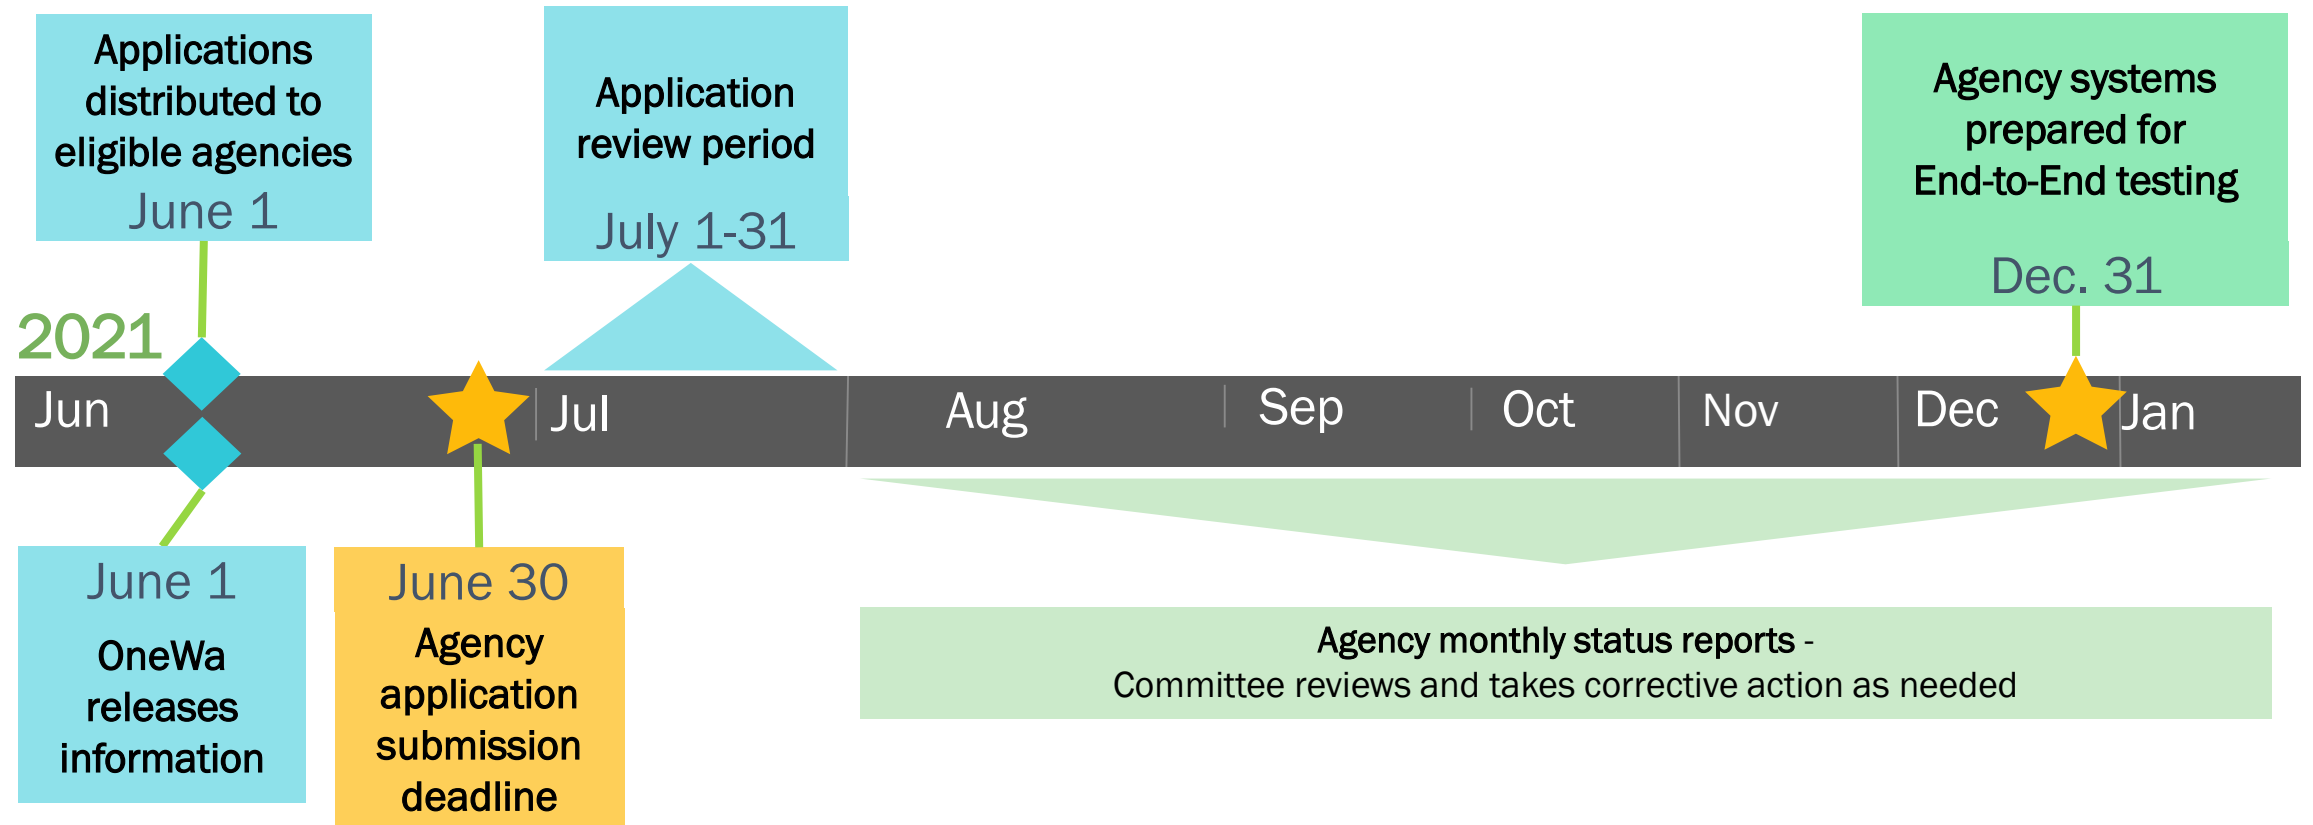 Applications
distributed to
eligible agencies
June 1
Application
review period
July 1-31
Agency systems
prepared for
End-to-End testing
Dec. 31
2021
Jun
Jul
Aug
Sep
Oct
Nov
Dec
Jan
June 1
OneWa
releases
information
June 30
Agency
application
submission
deadline
Agency monthly status reports -
Committee reviews and takes corrective action as needed